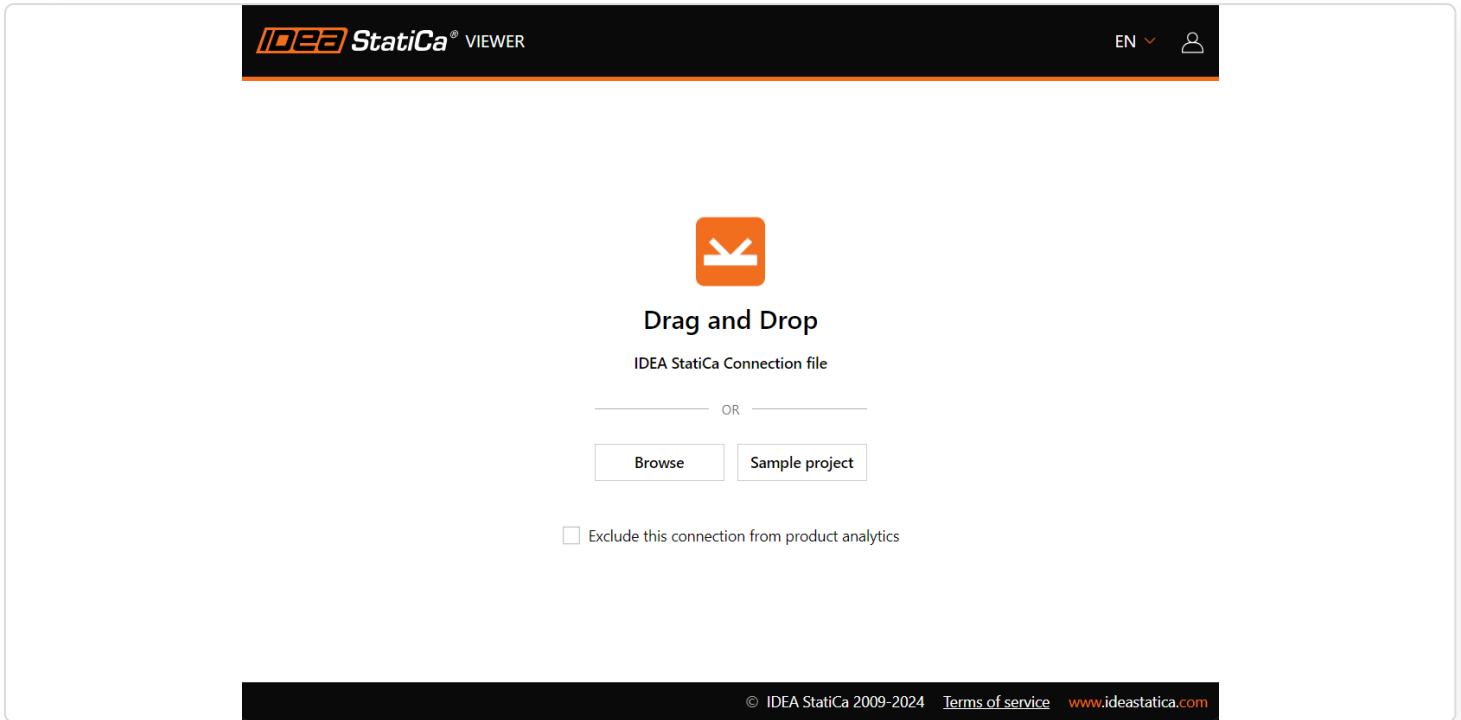 IDEA StatiCa® VIEWER EN
Drag and Drop
IDEA StatiCa Connection file
OR
Browse Sample project
Exclude this connection from product analytics
© IDEA StatiCa 2009-2024 Terms of service www.ideastatica.com